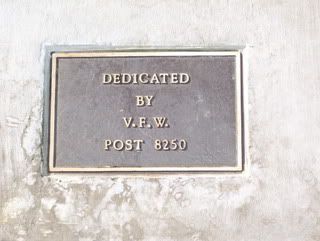 DEDICATED
BY
V.F.W.
POST 8250